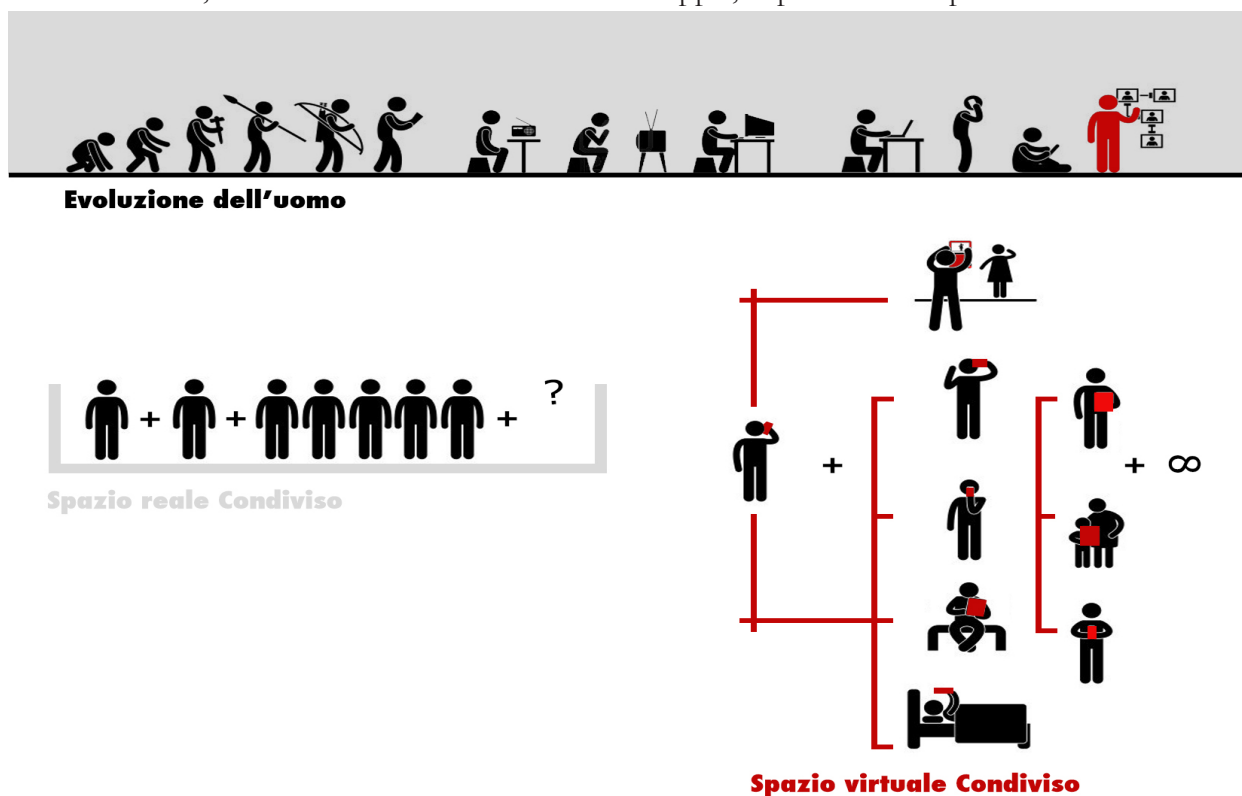 Evoluzione dell'uomo
+ + + ?
Spazio reale Condiviso
+ + ∞
Spazio virtuale Condiviso